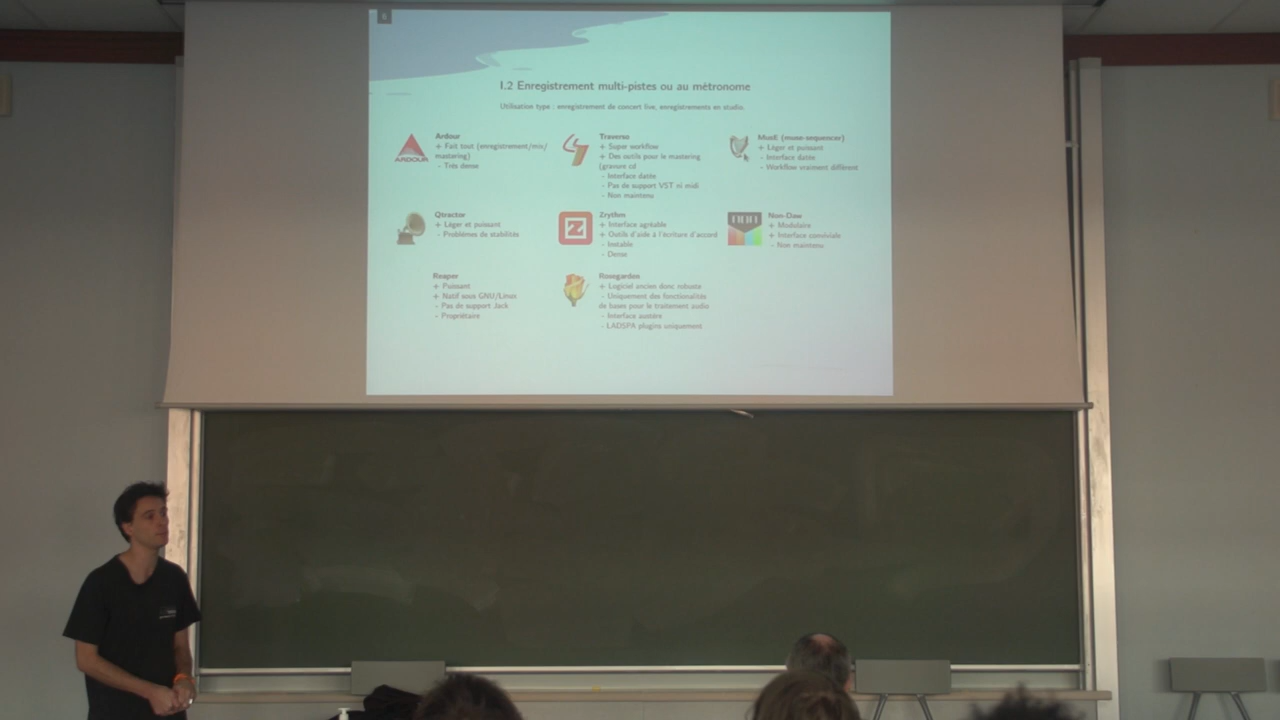 6
I.2 Enregistrement multi-pistes ou au métronome
Utilisation type : enregistrement de concert live, enregistrements en studio.
ARDOUR
Ardour
+ Fait tout (enregistrement/mix/
mastering)
- Très dense
Traverso
+ Super workflow
+ Des outils pour le mastering
(gravure cd
- Interface datée
- Pas de support VST ni midi
- Non maintenu
MusE (muse-sequencer)
+ Léger et puissant
- Interface datée
- Workflow vraiment différent
Qtractor
+ Léger et puissant
- Problèmes de stabilités
Z
Zrythm
+ Interface agréable
+ Outils d'aide à l'écriture d'accord
- Instable
- Dense
NON
Non-Daw
+ Modulaire
+ Interface conviviale
- Non maintenu
Reaper
+ Puissant
+ Natif sous GNU/Linux
- Pas de support Jack
- Propriétaire
Rosegarden
+ Logiciel ancien donc robuste
- Uniquement des fonctionalités
de bases pour le traitement audio
- Interface austère
- LADSPA plugins uniquement